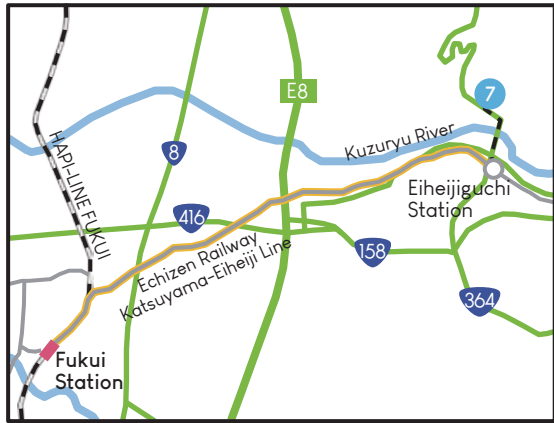 7
E8
8
Kuzuryu River
HAPI-LINE FUKUI
Eiheijiguchi
Station
416
Echizen Railway
Katsuyama-Eiheiji Line
158
364
Fukui
Station